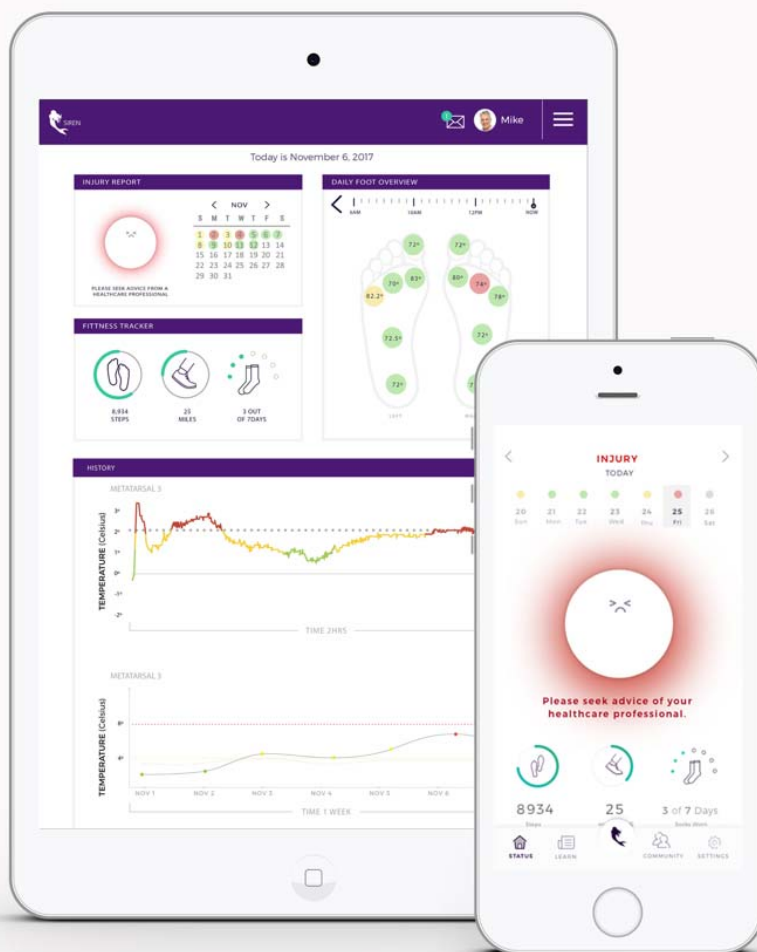 SIREN
1
Mike
Today is November 6, 2017
INJURY REPORT
NOV
S M T W T F S
1 2 3 4 5 6 7
8 9 10 11 12 13 14
15 16 17 18 19 20 21
22 23 24 25 26 27 28
29 30 31
PLEASE SEEK ADVICE FROM A
HEALTHCARE PROFESSIONAL
DAILY FOOT OVERVIEW
6AM 10AM 12PM NOW
72° 72°
79° 83° 80° 74°
82.2° 78°
72.5° 72°
72° 7
LEFT
FITTNESS TRACKER
8,934
STEPS
25
MILES
3 OUT
OF 7DAYS
HISTORY
METATARSAL 3
TEMPERATURE (Celsius)
3°
2°
1°
0°
-1°
-2°
TIME 2HRS
METATARSAL 3
TEMPERATURE (Celsius)
8°
4°
NOV 1 NOV 2 NOV 3 NOV 4 NOV 5 NOV 6
TIME 1 WEEK
INJURY
TODAY
20 21 22 23 24 25 26
Sun Mon Tue Wed Thu Fri Sat
Please seek advice of your
healthcare professional.
8934 25 3 of 7 Days
Steps Socks Worn
STATUS LEARN COMMUNITY SETTINGS